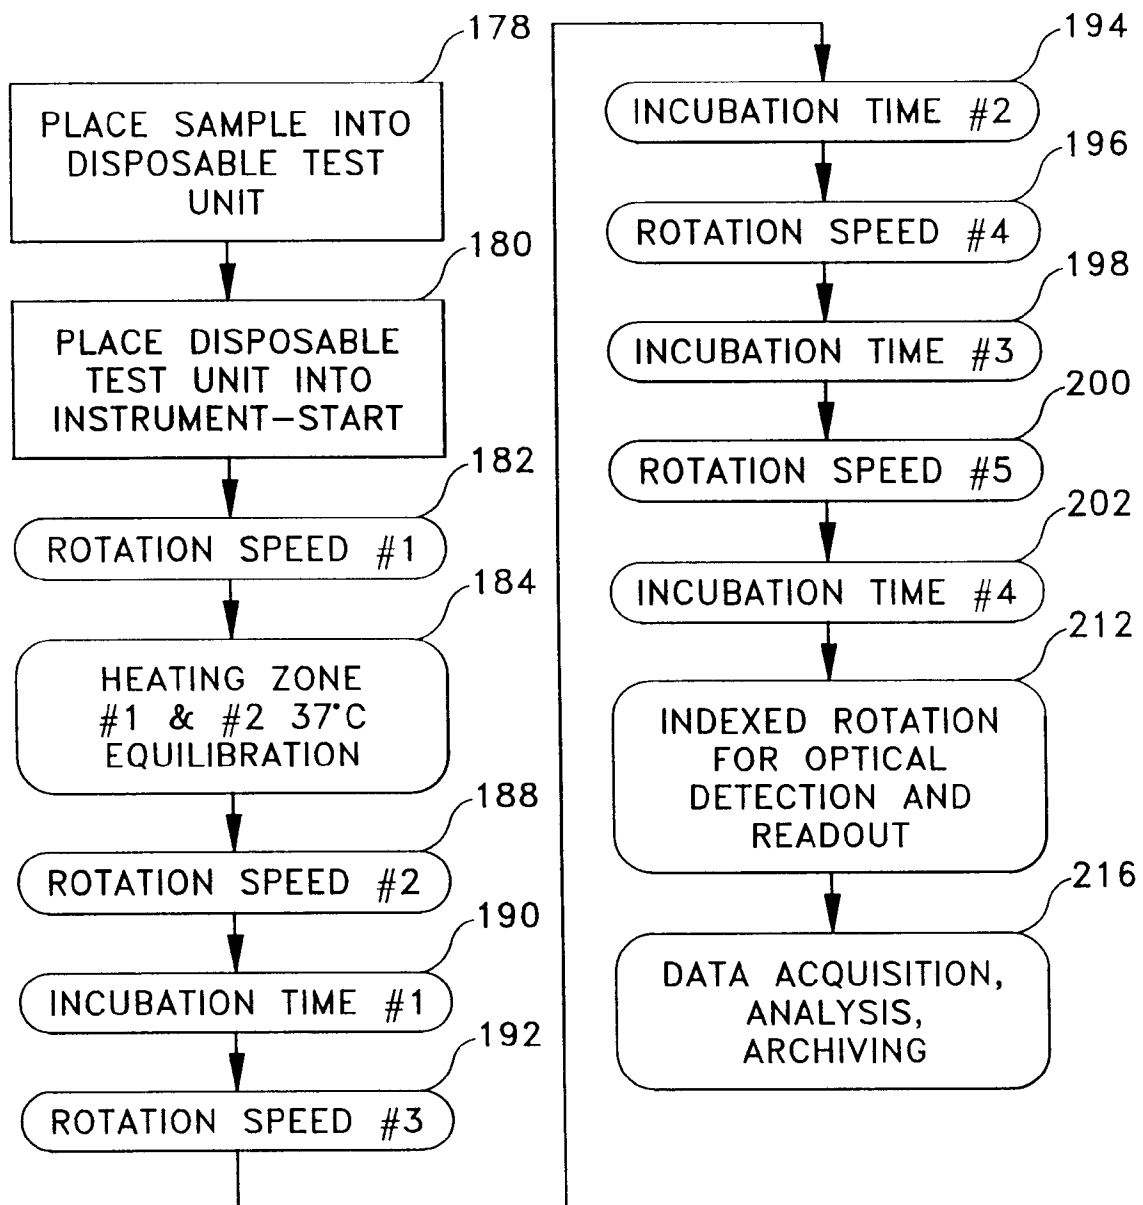 178
PLACE SAMPLE INTO
DISPOSABLE TEST
UNIT
180
PLACE DISPOSABLE
TEST UNIT INTO
INSTRUMENT-START
182
ROTATION SPEED #1
184
HEATING ZONE
#1 & #2 37°C
EQUILIBRATION
188
ROTATION SPEED #2
190
INCUBATION TIME #1
192
ROTATION SPEED #3
194
INCUBATION TIME #2
196
ROTATION SPEED #4
198
INCUBATION TIME #3
200
ROTATION SPEED #5
202
INCUBATION TIME #4
212
INDEXED ROTATION
FOR OPTICAL
DETECTION AND
READOUT
216
DATA ACQUISITION,
ANALYSIS,
ARCHIVING